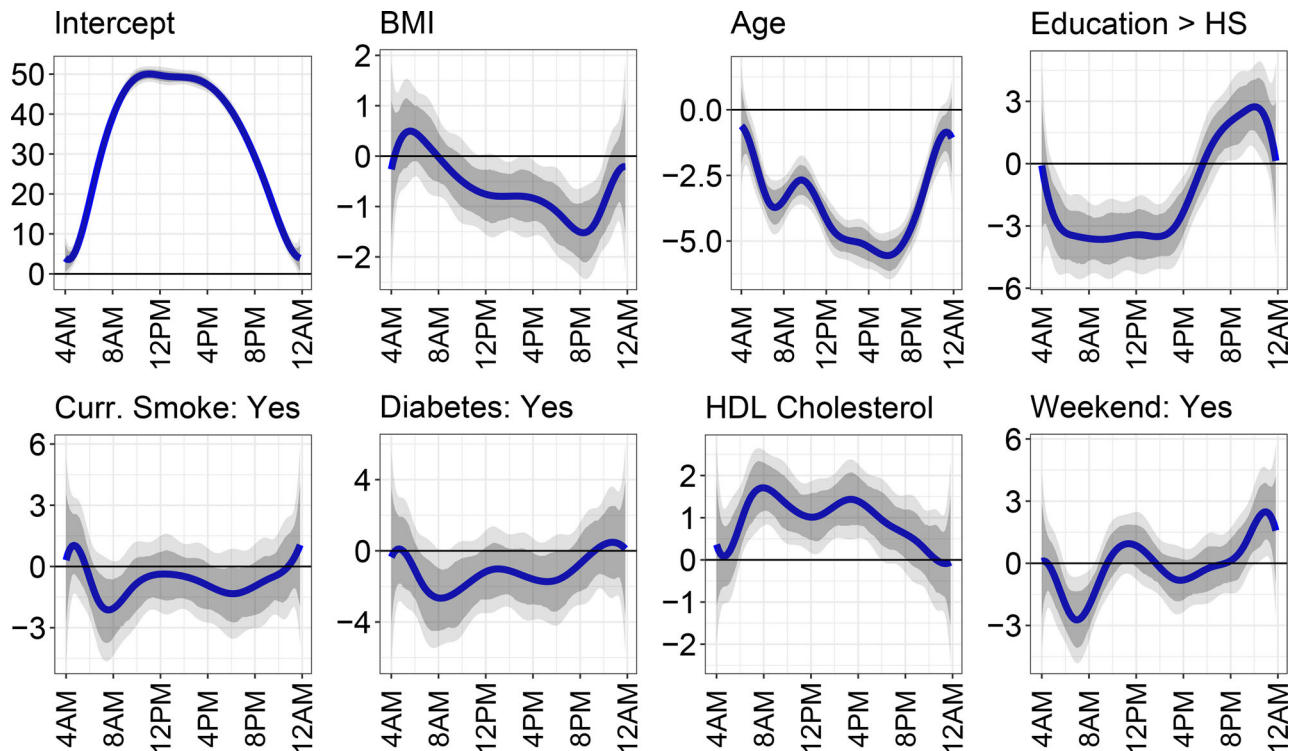 Intercept
BMI
Age
Education > HS
50
40
30
20
10
0
2
1
0
−1
−2
0.0
−2.5
−5.0
3
0
−3
−6
4AM 8AM 12PM 4PM 8PM 12AM
4AM 8AM 12PM 4PM 8PM 12AM
4AM 8AM 12PM 4PM 8PM 12AM
4AM 8AM 12PM 4PM 8PM 12AM
Curr. Smoke: Yes
Diabetes: Yes
HDL Cholesterol
Weekend: Yes
6
3
0
−3
4
0
−4
2
1
0
−1
−2
6
3
0
−3
4AM 8AM 12PM 4PM 8PM 12AM
4AM 8AM 12PM 4PM 8PM 12AM
4AM 8AM 12PM 4PM 8PM 12AM
4AM 8AM 12PM 4PM 8PM 12AM